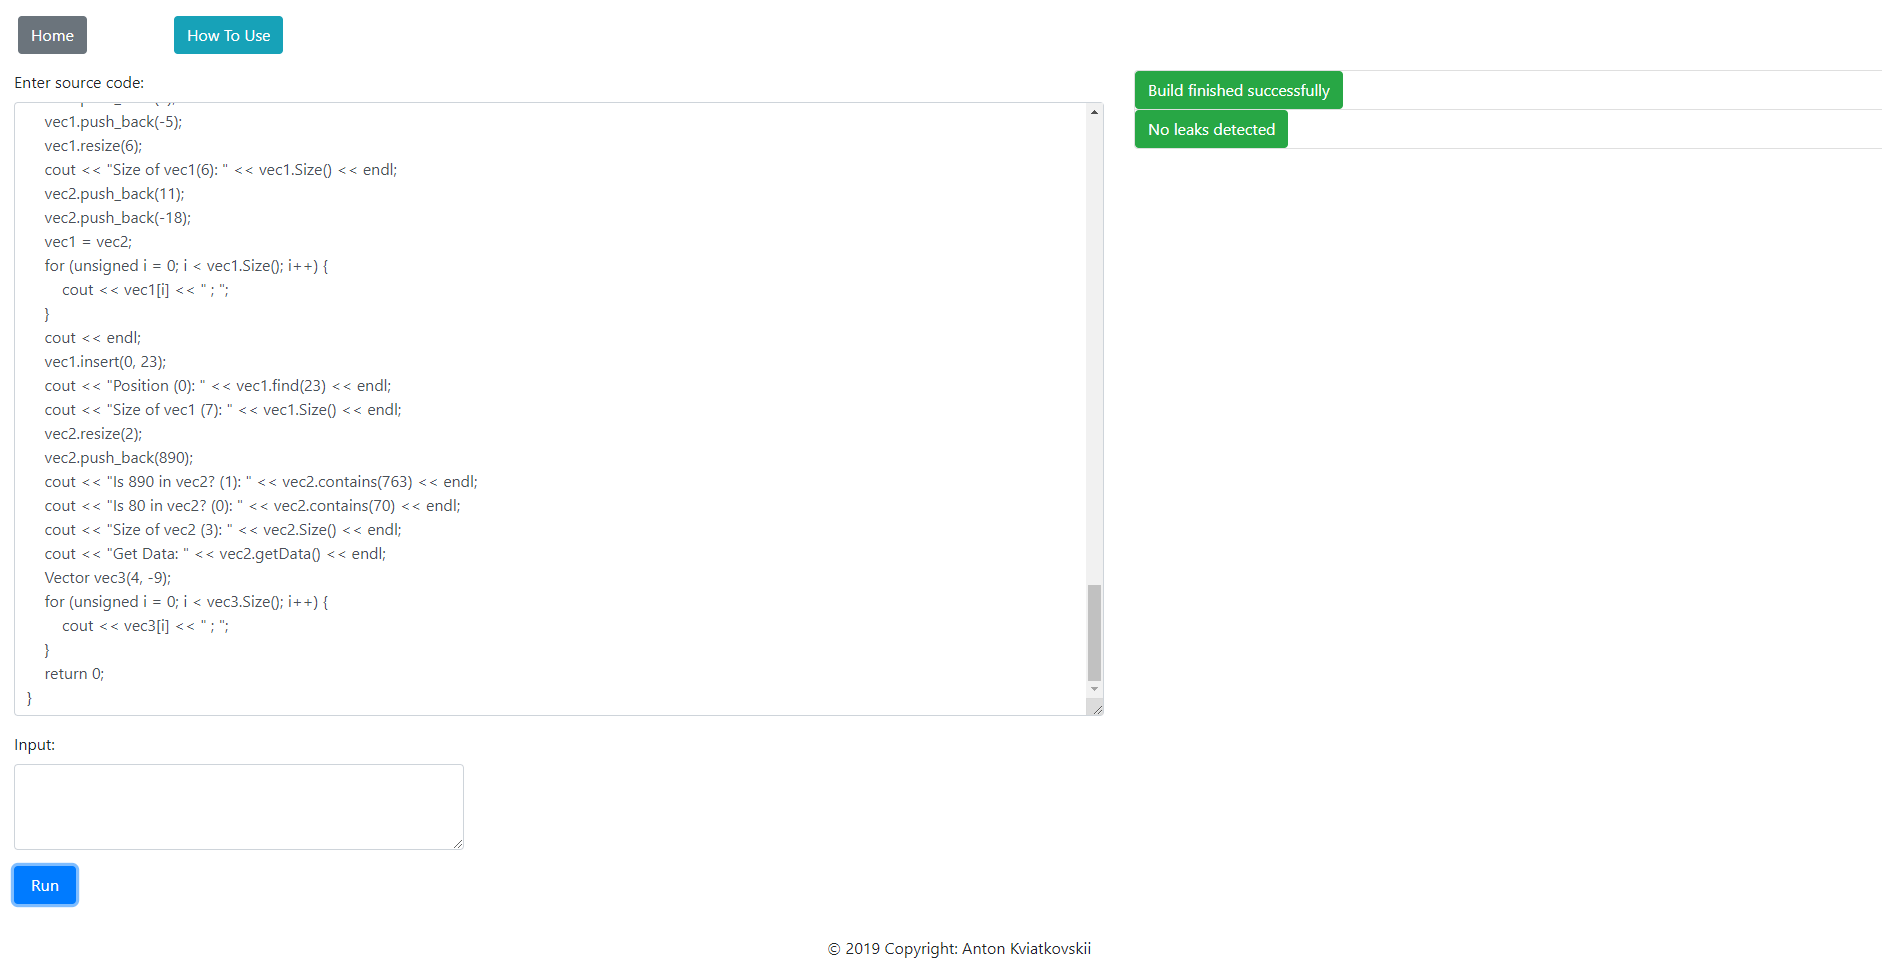 Home
How To Use
Enter source code:
vec1.push_back(-5);
vec1.resize(6);
cout << "Size of vec1(6): " << vec1.Size() << endl;
vec2.push_back(11);
vec2.push_back(-18);
vec1 = vec2;
for (unsigned i = 0; i < vec1.Size(); i++) {
cout << vec1[i] << " ; ";
}
cout << endl;
vec1.insert(0, 23);
cout << "Position (0): " << vec1.find(23) << endl;
cout << "Size of vec1 (7): " << vec1.Size() << endl;
vec2.resize(2);
vec2.push_back(890);
cout << "Is 890 in vec2? (1): " << vec2.contains(763) << endl;
cout << "Is 80 in vec2? (0): " << vec2.contains(70) << endl;
cout << "Size of vec2 (3): " << vec2.Size() << endl;
cout << "Get Data: " << vec2.getData() << endl;
Vector vec3(4, -9);
for (unsigned i = 0; i < vec3.Size(); i++) {
cout << vec3[i] << " ; ";
}
return 0;
}
Input:
Run
Build finished successfully
No leaks detected
© 2019 Copyright: Anton Kviatkovskii